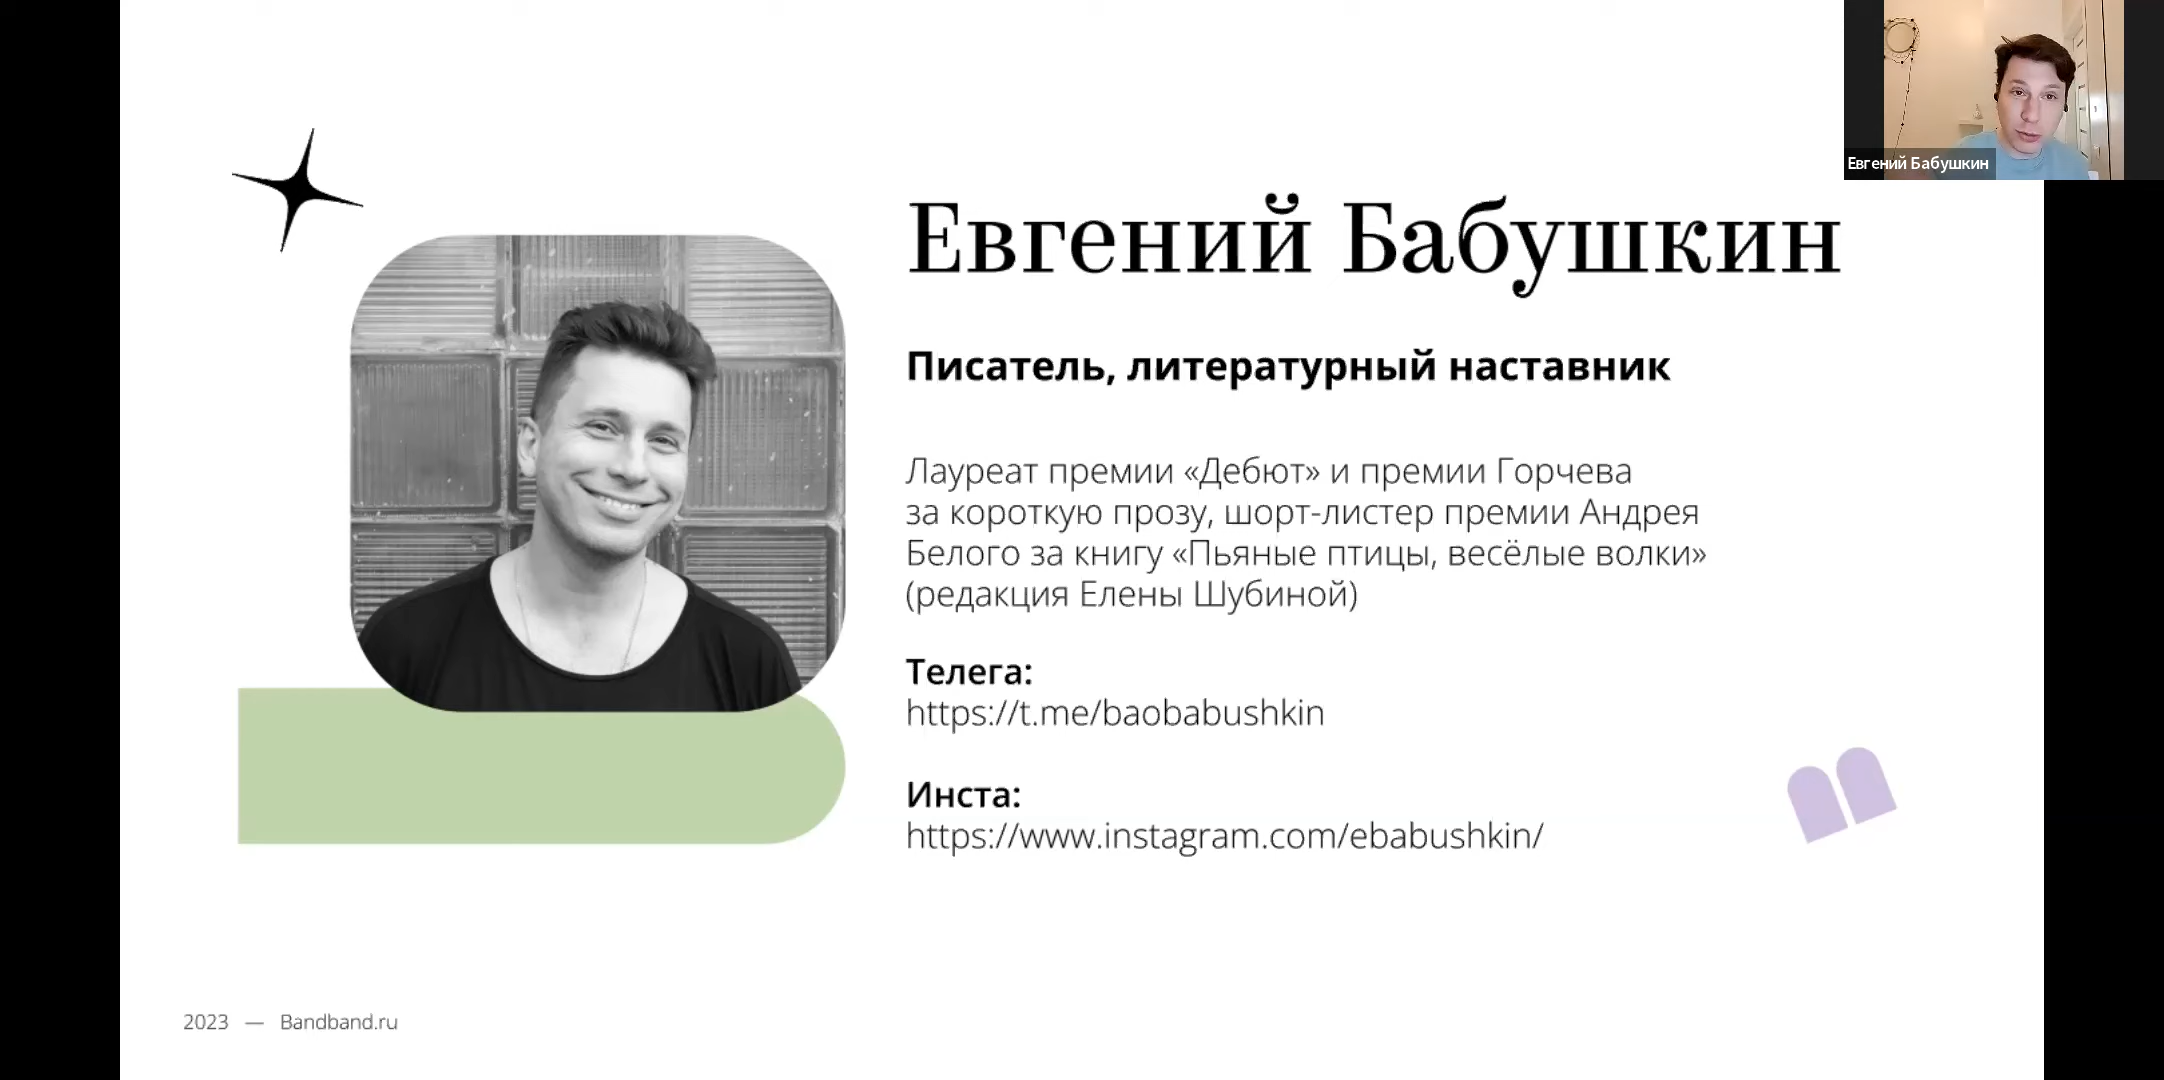 Евгений Бабушкин
Евгений Бабушкин
Писатель, литературный наставник
Лауреат премии «Дебют» и премии Горчева
за короткую прозу, шорт-листер премии Андрея
Белого за книгу «Пьяные птицы, весёлые волки»
(редакция Елены Шубиной)
Телега:
https://t.me/baobabushkin
Инста:
https://www.instagram.com/ebabushkin/
2023 — Bandband.ru